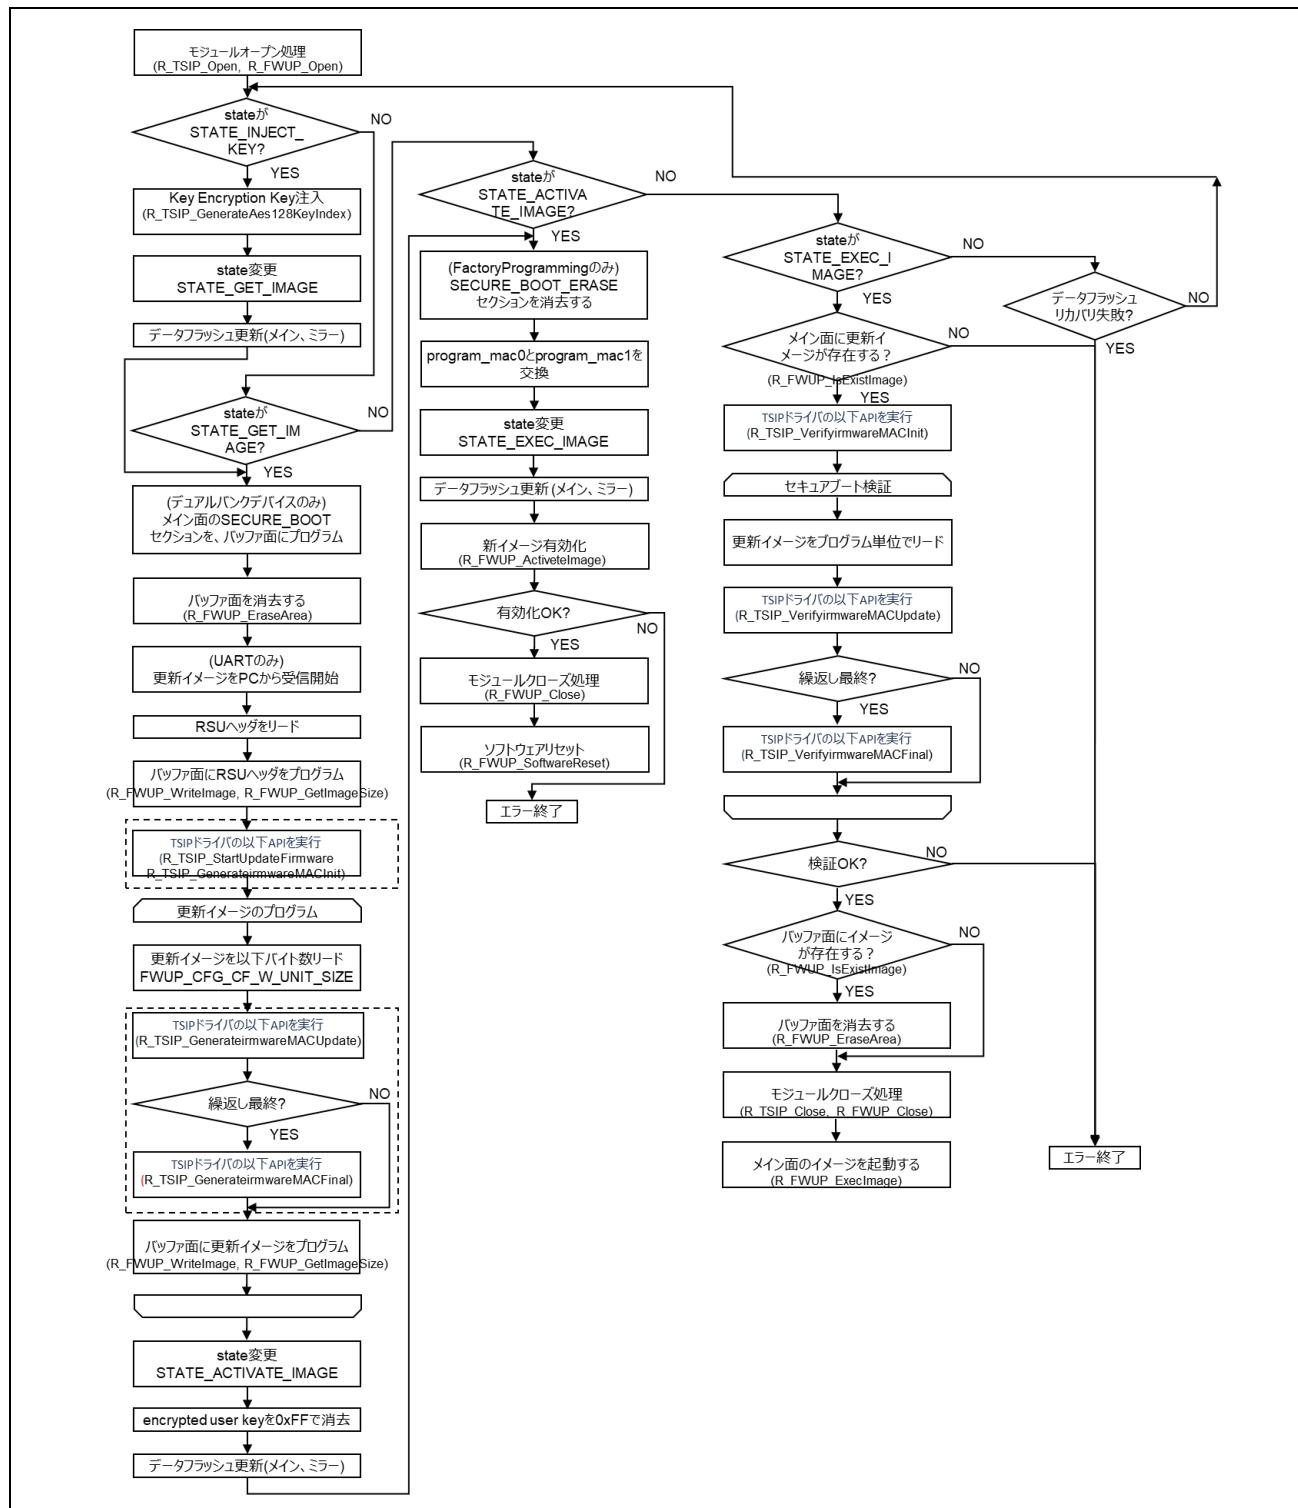 モジュールオープン処理
(R_TSIP_Open, R_FWUP_Open)
stateが
STATE_INJECT_
KEY?
NO
YES
Key Encryption Key注入
(R_TSIP_GenerateAes128KeyIndex)
state変更
STATE_GET_IMAGE
データフラッシュ更新(メイン、ミラー)
stateが
STATE_GET_IM
AGE?
NO
YES
(デュアルバンクデバイスのみ)
メイン面のSECURE_BOOT
セクションを、バッファ面にプログラム
バッファ面を消去する
(R_FWUP_EraseArea)
(UARTのみ)
更新イメージをPCから受信開始
RSUヘッダをリード
バッファ面にRSUヘッダをプログラム
(R_FWUP_WriteImage, R_FWUP_GetImageSize)
TSIPドライバの以下APIを実行
(R_TSIP_StartUpdateFirmware
R_TSIP_GenerateirmwareMACInit)
更新イメージのプログラム
更新イメージを以下バイト数リード
FWUP_CFG_CF_W_UNIT_SIZE
TSIPドライバの以下APIを実行
(R_TSIP_GenerateirmwareMACUpdate)
繰返し最終?
NO
YES
TSIPドライバの以下APIを実行
(R_TSIP_GenerateirmwareMACFinal)
バッファ面に更新イメージをプログラム
(R_FWUP_WriteImage, R_FWUP_GetImageSize)
state変更
STATE_ACTIVATE_IMAGE
encrypted user keyを0xFFで消去
データフラッシュ更新(メイン、ミラー)
stateが
STATE_ACTIVA
TE_IMAGE?
NO
YES
(FactoryProgrammingのみ)
SECURE_BOOT_ERASE
セクションを消去する
program_mac0とprogram_mac1を
交換
state変更
STATE_EXEC_IMAGE
データフラッシュ更新 (メイン、ミラー)
新イメージ有効化
(R_FWUP_ActiveteImage)
有効化OK?
NO
YES
モジュールクローズ処理
(R_FWUP_Close)
ソフトウェアリセット
(R_FWUP_SoftwareReset)
エラー終了
stateが
STATE_EXEC_I
MAGE?
NO
YES
データフラッシュ
リカバリ失敗?
NO
YES
メイン面に更新イ
メージが存在する?
(R_FWUP_IsExistImage)
NO
YES
TSIPドライバの以下APIを実行
(R_TSIP_VerifyirmwareMACInit)
セキュアブート検証
更新イメージをプログラム単位でリード
TSIPドライバの以下APIを実行
(R_TSIP_VerifyirmwareMACUpdate)
繰返し最終?
NO
YES
TSIPドライバの以下APIを実行
(R_TSIP_VerifyirmwareMACFinal)
検証OK?
NO
YES
バッファ面にイメージ
が存在する?
(R_FWUP_IsExistImage)
NO
YES
バッファ面を消去する
(R_FWUP_EraseArea)
モジュールクローズ処理
(R_TSIP_Close, R_FWUP_Close)
メイン面のイメージを起動する
(R_FWUP_ExecImage)
エラー終了